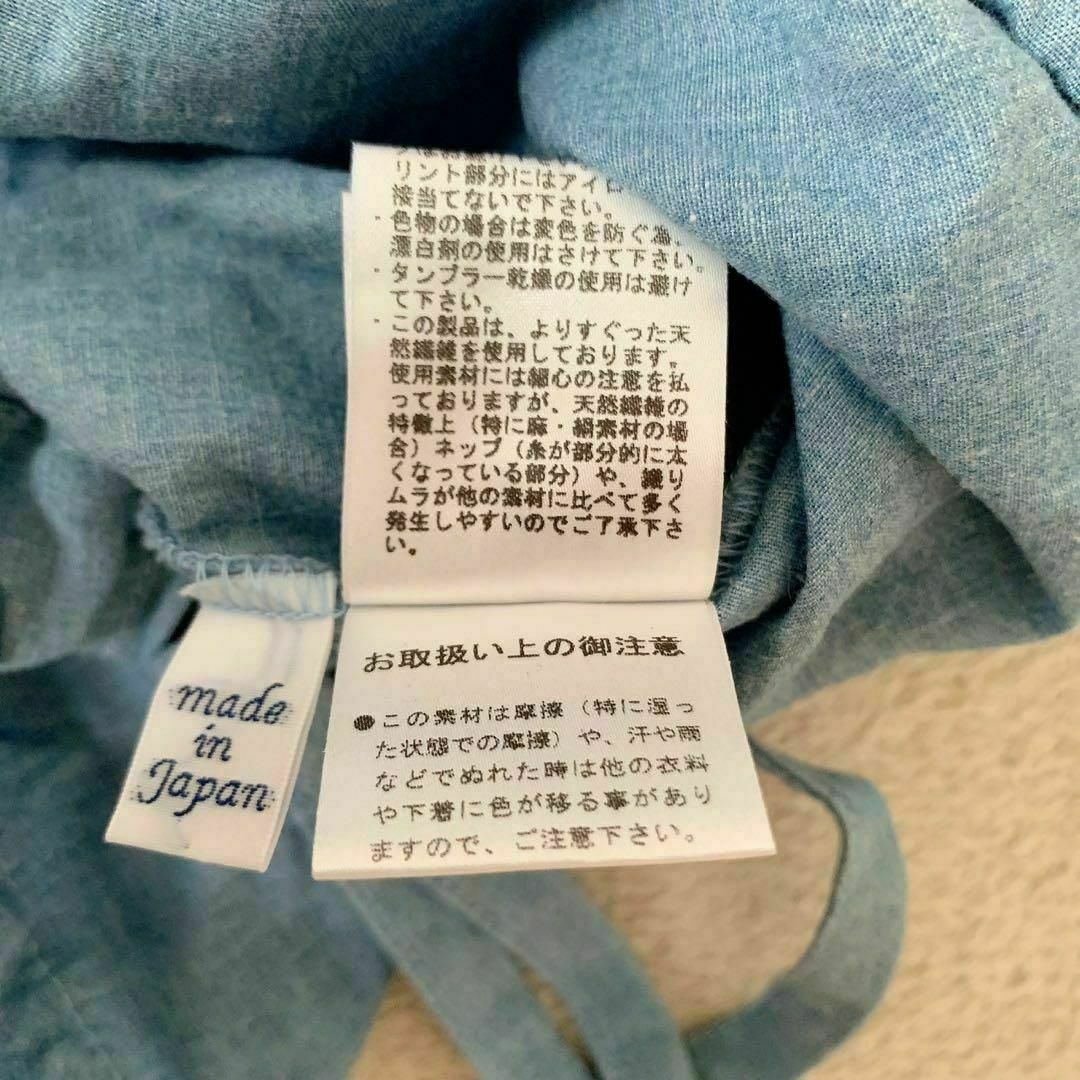 リント部分にはアイロ
接当てないで下さい。
・色物の場合は変色を防ぐ為、
漂白剤の使用はさけて下さい。
・タンブラー乾燥の使用は避け
て下さい。
・この製品は、よりすぐった天
然繊維を使用しております。
使用素材には細心の注意を払
っておりますが、天然繊維の
特徴上（特に麻・絹素材の場
合）ネップ（糸が部分的に太
くなっている部分）や、織り
ムラが他の素材に比べて多く
発生しやすいのでご了承下さ
い。
お取扱い上の御注意
●この素材は摩擦（特に湿っ
た状態での摩擦）や、汗や雨
などでぬれた時は他の衣料
や下着に色が移る事があり
ますので、ご注意下さい。
made
in
Japan